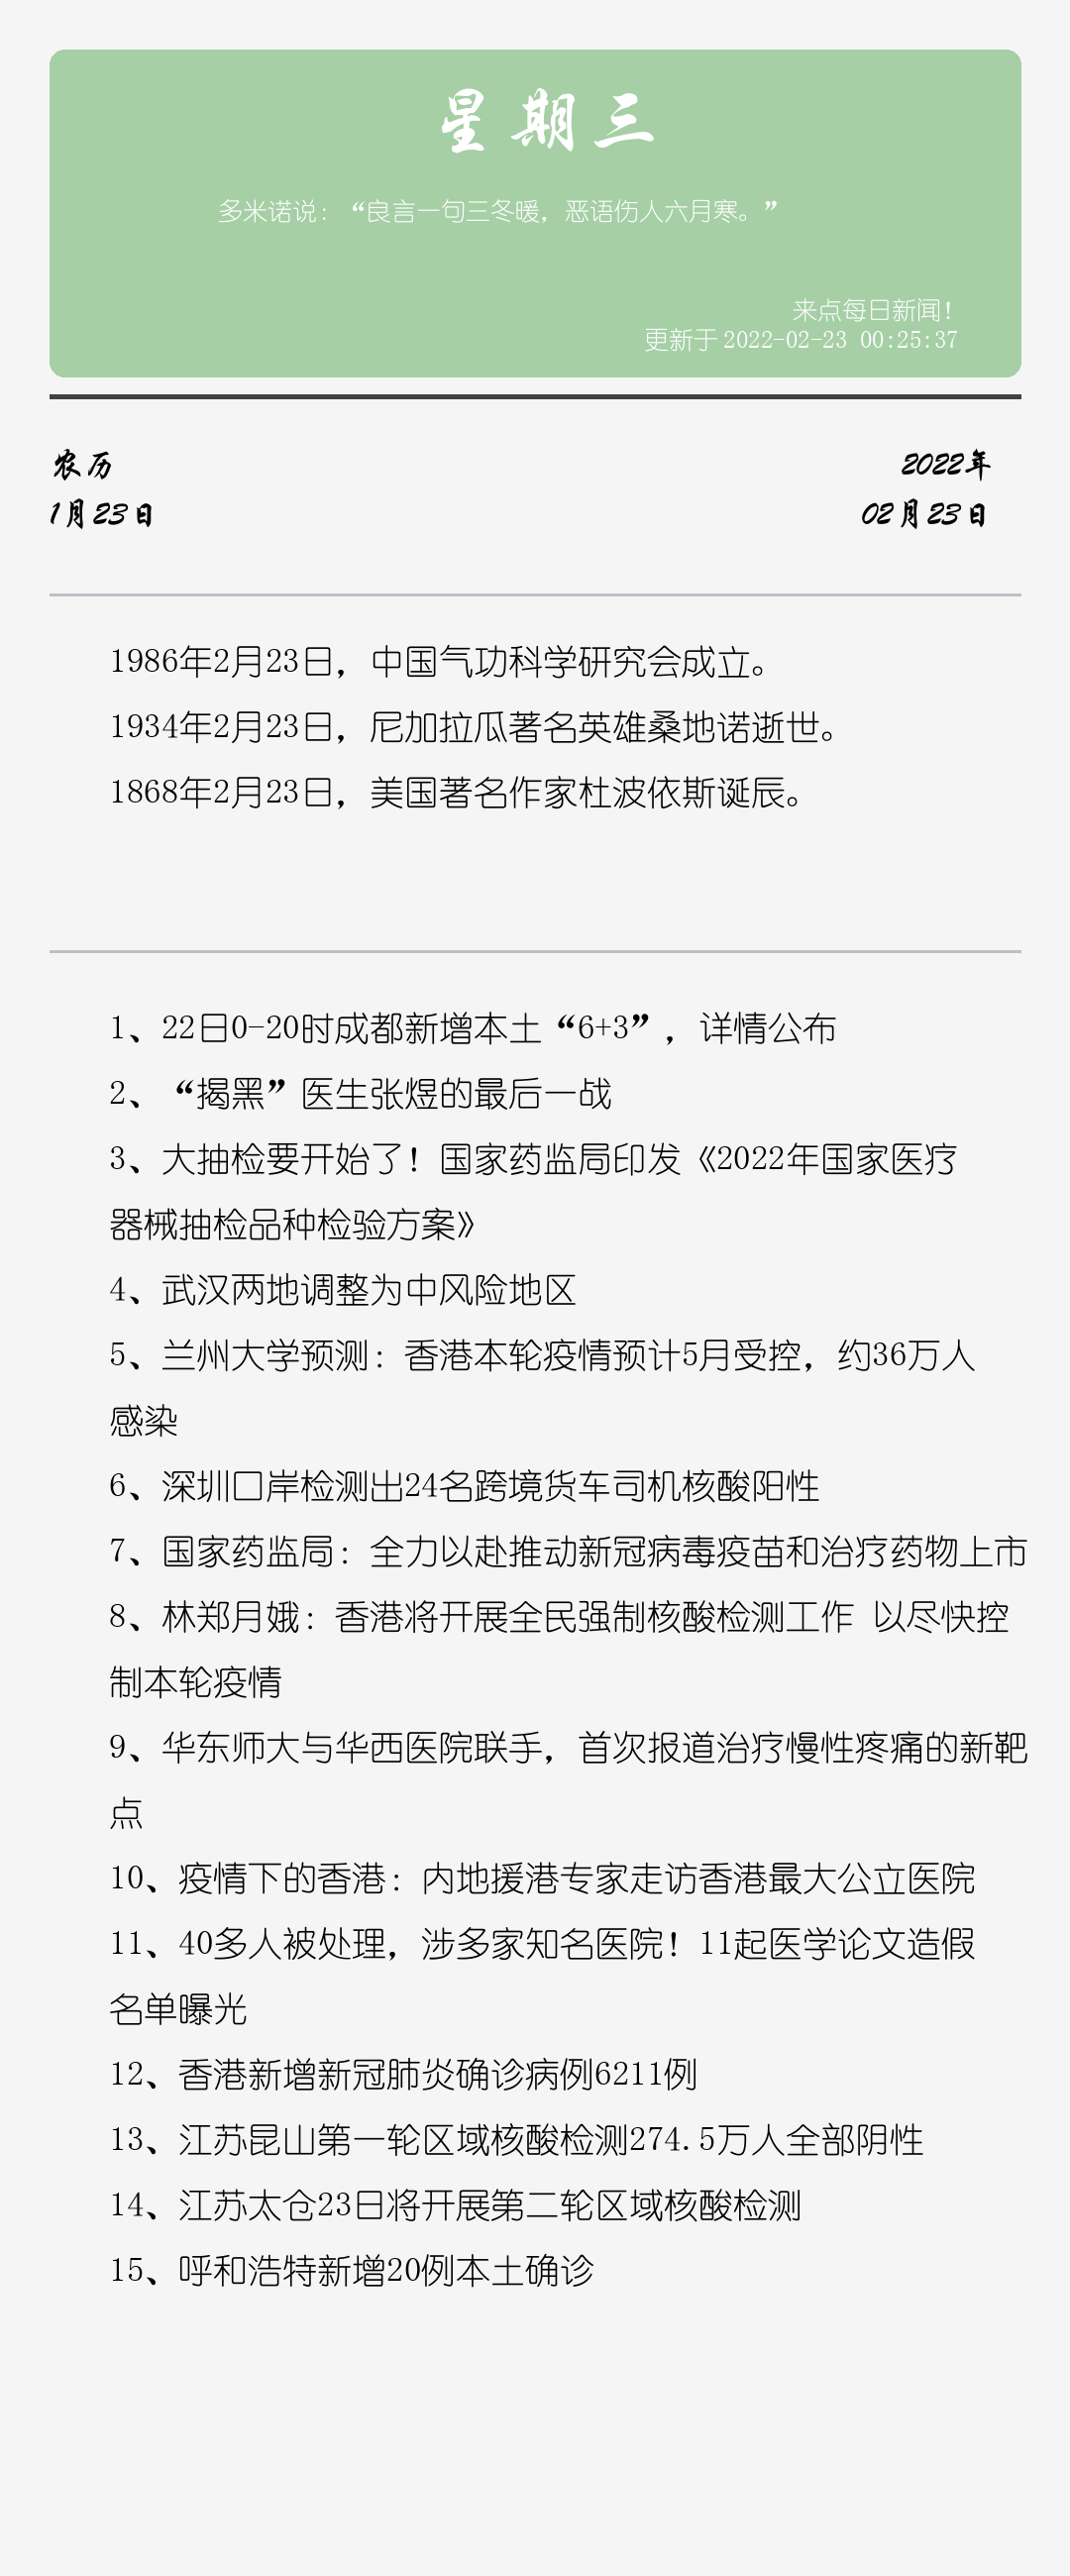 星期三
多米诺说：“良言一句三冬暖，恶语伤人六月寒。”
来点每日新闻！
更新于 2022-02-23 00:25:37
农历
2022年
1月23日
02月23日
1986年2月23日，中国气功科学研究会成立。
1934年2月23日，尼加拉瓜著名英雄桑地诺逝世。
1868年2月23日，美国著名作家杜波依斯诞辰。
1、22日0-20时成都新增本土“6+3”，详情公布
2、“揭黑”医生张煜的最后一战
3、大抽检要开始了！国家药监局印发《2022年国家医疗
器械抽检品种检验方案》
4、武汉两地调整为中风险地区
5、兰州大学预测：香港本轮疫情预计5月受控，约36万人
感染
6、深圳口岸检测出24名跨境货车司机核酸阳性
7、国家药监局：全力以赴推动新冠病毒疫苗和治疗药物上市
8、林郑月娥：香港将开展全民强制核酸检测工作 以尽快控
制本轮疫情
9、华东师大与华西医院联手，首次报道治疗慢性疼痛的新靶
点
10、疫情下的香港：内地援港专家走访香港最大公立医院
11、40多人被处理，涉多家知名医院！11起医学论文造假
名单曝光
12、香港新增新冠肺炎确诊病例6211例
13、江苏昆山第一轮区域核酸检测274.5万人全部阴性
14、江苏太仓23日将开展第二轮区域核酸检测
15、呼和浩特新增20例本土确诊